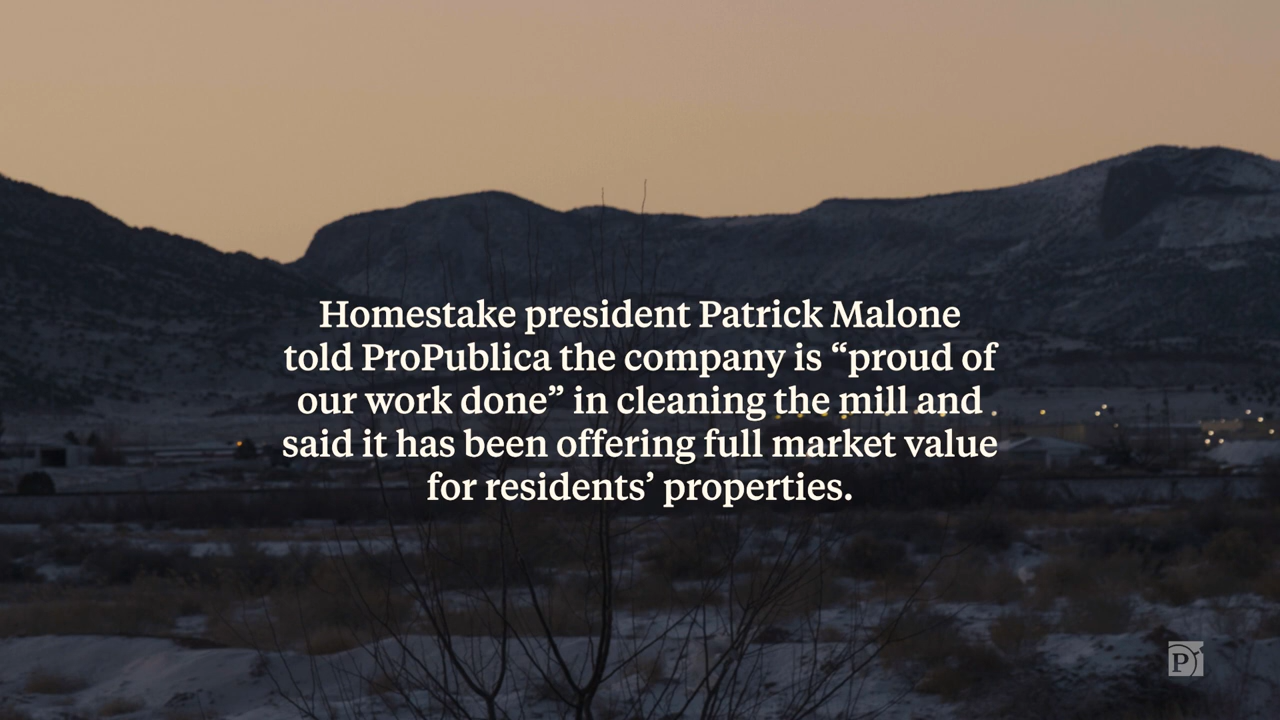 Homestake president Patrick Malone
told ProPublica the company is “proud of
our work done” in cleaning the mill and
said it has been offering full market value
for residents’ properties.
P